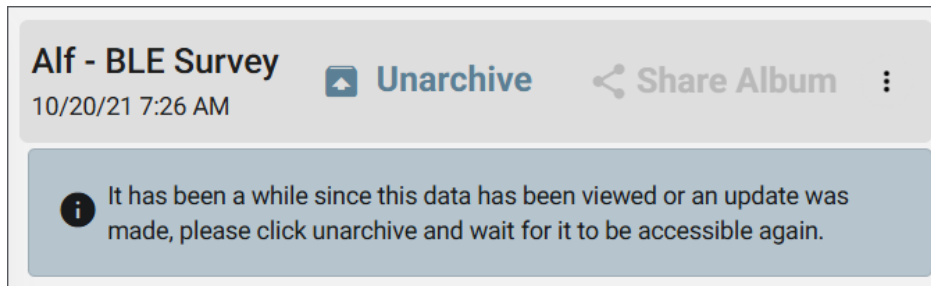 Alf - BLE Survey
10/20/21 7:26 AM
Unarchive
Share Album
It has been a while since this data has been viewed or an update was
made, please click unarchive and wait for it to be accessible again.